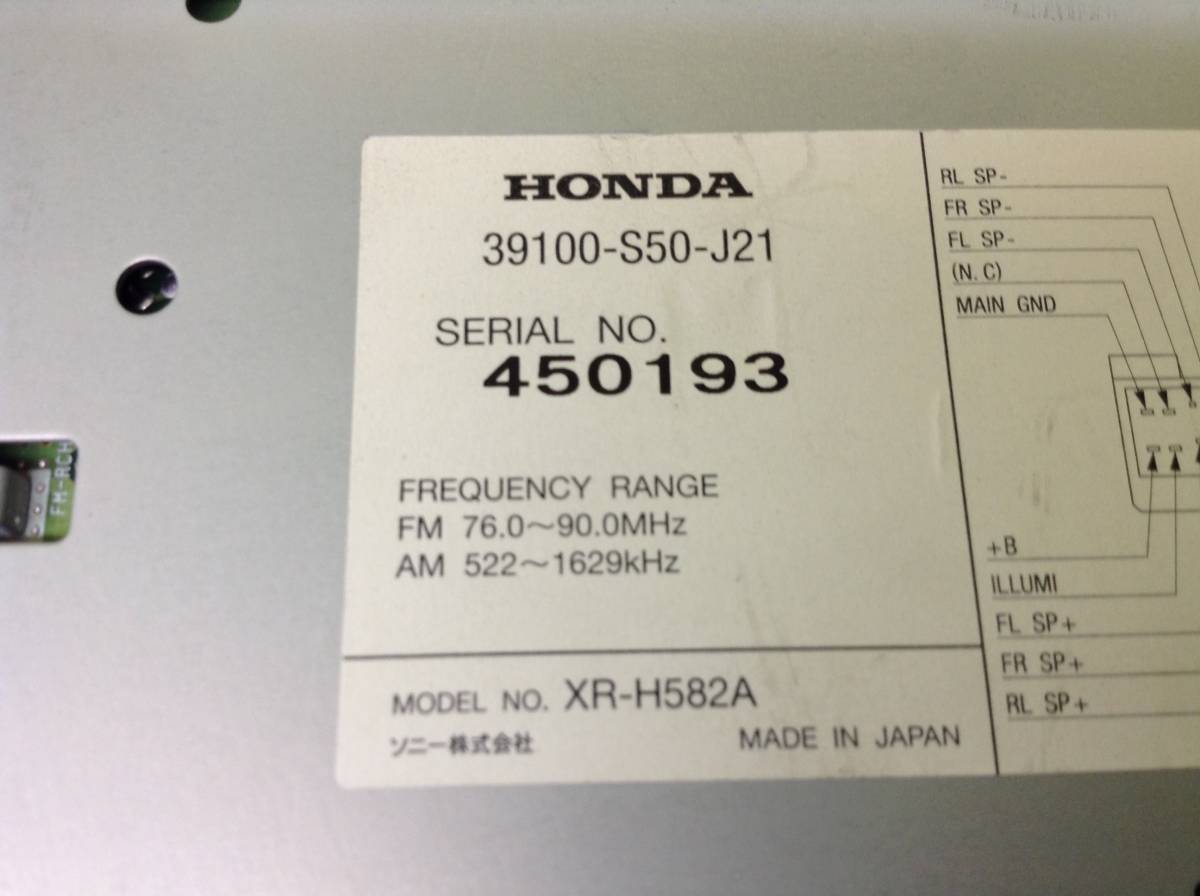 HONDA
39100-S50-J21
SERIAL NO.
450193
FREQUENCY RANGE
FM 76.0～90.0MHz
AM 522～1629kHz
MODEL NO. XR-H582A
ソニー株式会社
MADE IN JAPAN
RL SP-
FR SP-
FL SP-
(N.C)
MAIN GND
+B
ILLUMI
FL SP+
FR SP+
RL SP+
FM-RCH